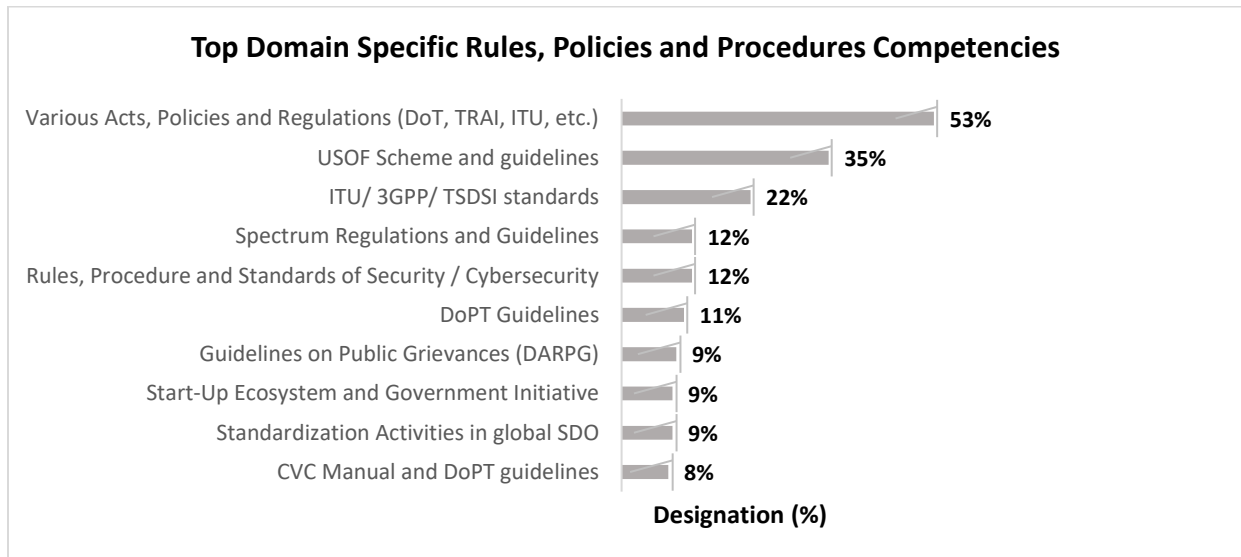 Top Domain Specific Rules, Policies and Procedures Competencies
Various Acts, Policies and Regulations (DoT, TRAI, ITU, etc.) 53%
USOF Scheme and guidelines 35%
ITU/ 3GPP/ TSDSI standards 22%
Spectrum Regulations and Guidelines 12%
Rules, Procedure and Standards of Security / Cybersecurity 12%
DoPT Guidelines 11%
Guidelines on Public Grievances (DARPG) 9%
Start-Up Ecosystem and Government Initiative 9%
Standardization Activities in global SDO 9%
CVC Manual and DoPT guidelines 8%
Designation (%)